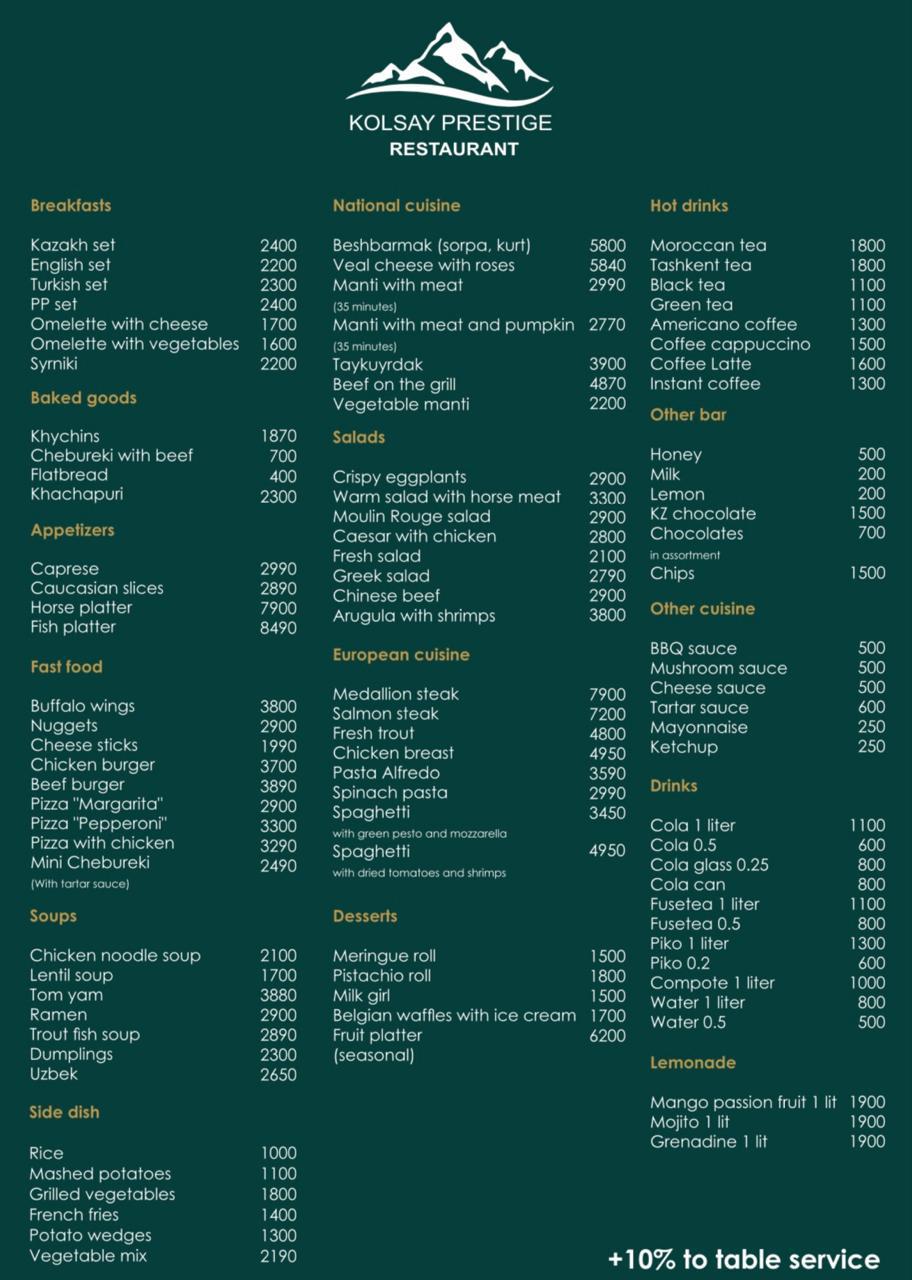 KOLSAY PRESTIGE
RESTAURANT
Breakfasts
Kazakh set 2400
English set 2200
Turkish set 2300
PP set 2400
Omelette with cheese 1700
Omelette with vegetables 1600
Syrniki 2200
Baked goods
Khychins 1870
Chebureki with beef 700
Flatbread 400
Khachapuri 2300
Appetizers
Caprese 2990
Caucasian slices 2890
Horse platter 7900
Fish platter 8490
Fast food
Buffalo wings 3800
Nuggets 2900
Cheese sticks 1990
Chicken burger 3700
Beef burger 3890
Pizza "Margarita" 2900
Pizza "Pepperoni" 3300
Pizza with chicken 3290
Mini Chebureki 2490
(With tartar sauce)
Soups
Chicken noodle soup 2100
Lentil soup 1700
Tom yam 3880
Ramen 2900
Trout fish soup 2890
Dumplings 2300
Uzbek 2650
Side dish
Rice 1000
Mashed potatoes 1100
Grilled vegetables 1800
French fries 1400
Potato wedges 1300
Vegetable mix 2190
National cuisine
Beshbarmak (sorpa, kurt) 5800
Veal cheese with roses 5840
Manti with meat 2990
(35 minutes)
Manti with meat and pumpkin 2770
(35 minutes)
Taykuyrdak 3900
Beef on the grill 4870
Vegetable manti 2200
Salads
Crispy eggplants 2900
Warm salad with horse meat 3300
Moulin Rouge salad 2900
Caesar with chicken 2800
Fresh salad 2100
Greek salad 2790
Chinese beef 2900
Arugula with shrimps 3800
European cuisine
Medallion steak 7900
Salmon steak 7200
Fresh trout 4800
Chicken breast 4950
Pasta Alfredo 3590
Spinach pasta 2990
Spaghetti 3450
with green pesto and mozzarella
Spaghetti 4950
with dried tomatoes and shrimps
Desserts
Meringue roll 1500
Pistachio roll 1800
Milk girl 1500
Belgian waffles with ice cream 1700
Fruit platter 6200
(seasonal)
Hot drinks
Moroccan tea 1800
Tashkent tea 1800
Black tea 1100
Green tea 1100
Americano coffee 1300
Coffee cappuccino 1500
Coffee Latte 1600
Instant coffee 1300
Other bar
Honey 500
Milk 200
Lemon 200
KZ chocolate 1500
Chocolates 700
in assortment
Chips 1500
Other cuisine
BBQ sauce 500
Mushroom sauce 500
Cheese sauce 500
Tartar sauce 600
Mayonnaise 250
Ketchup 250
Drinks
Cola 1 liter 1100
Cola 0.5 600
Cola glass 0.25 800
Cola can 800
Fusetea 1 liter 1100
Fusetea 0.5 800
Piko 1 liter 1300
Piko 0.2 600
Compote 1 liter 1000
Water 1 liter 800
Water 0.5 500
Lemonade
Mango passion fruit 1 lit 1900
Mojito 1 lit 1900
Grenadine 1 lit 1900
+10% to table service